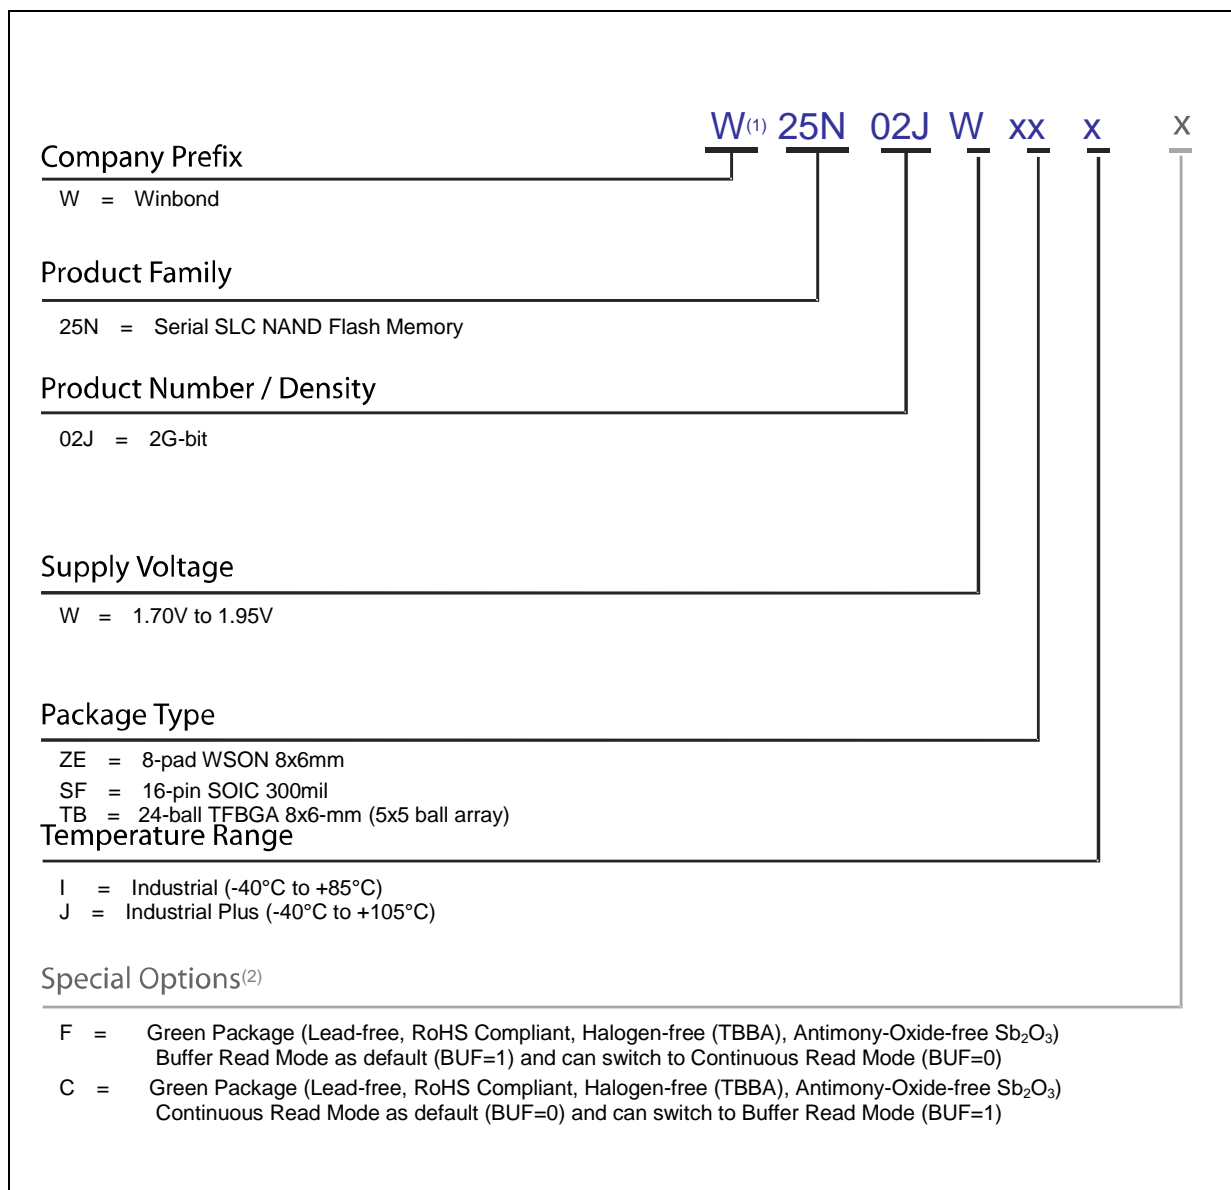 W(1) 25N 02J W xx x x
Company Prefix
W = Winbond
Product Family
25N = Serial SLC NAND Flash Memory
Product Number / Density
02J = 2G-bit
Supply Voltage
W = 1.70V to 1.95V
Package Type
ZE = 8-pad WSON 8x6mm
SF = 16-pin SOIC 300mil
TB = 24-ball TFBGA 8x6-mm (5x5 ball array)
Temperature Range
I = Industrial (-40°C to +85°C)
J = Industrial Plus (-40°C to +105°C)
Special Options(2)
F = Green Package (Lead-free, RoHS Compliant, Halogen-free (TBBA), Antimony-Oxide-free Sb₂O₃)
Buffer Read Mode as default (BUF=1) and can switch to Continuous Read Mode (BUF=0)
C = Green Package (Lead-free, RoHS Compliant, Halogen-free (TBBA), Antimony-Oxide-free Sb₂O₃)
Continuous Read Mode as default (BUF=0) and can switch to Buffer Read Mode (BUF=1)